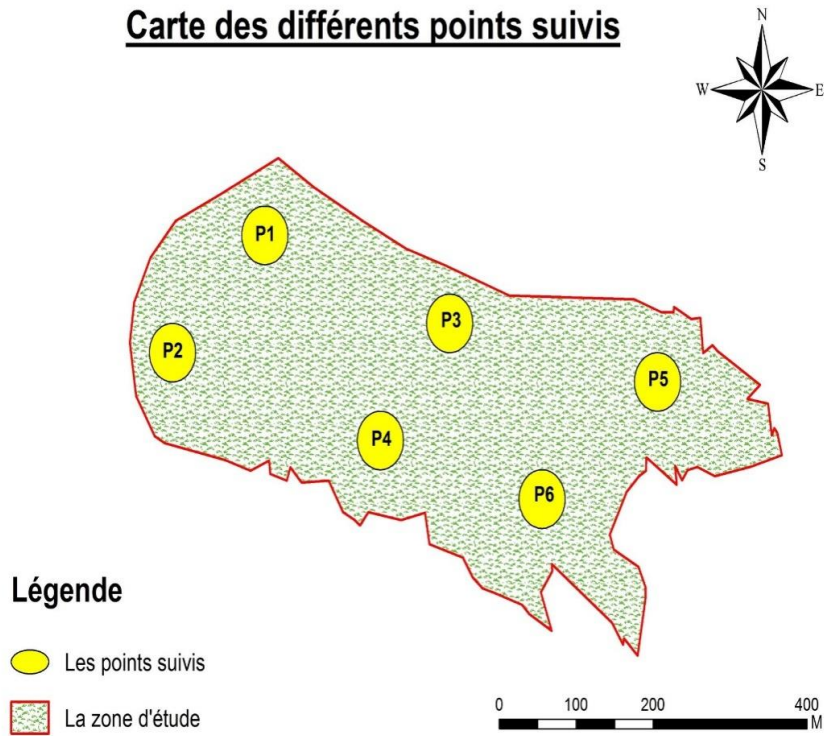 Carte des différents points suivis
N
W E
S
P1
P3
P2
P5
P4
P6
Légende
Les points suivis
La zone d'étude
0 100 200 400
M